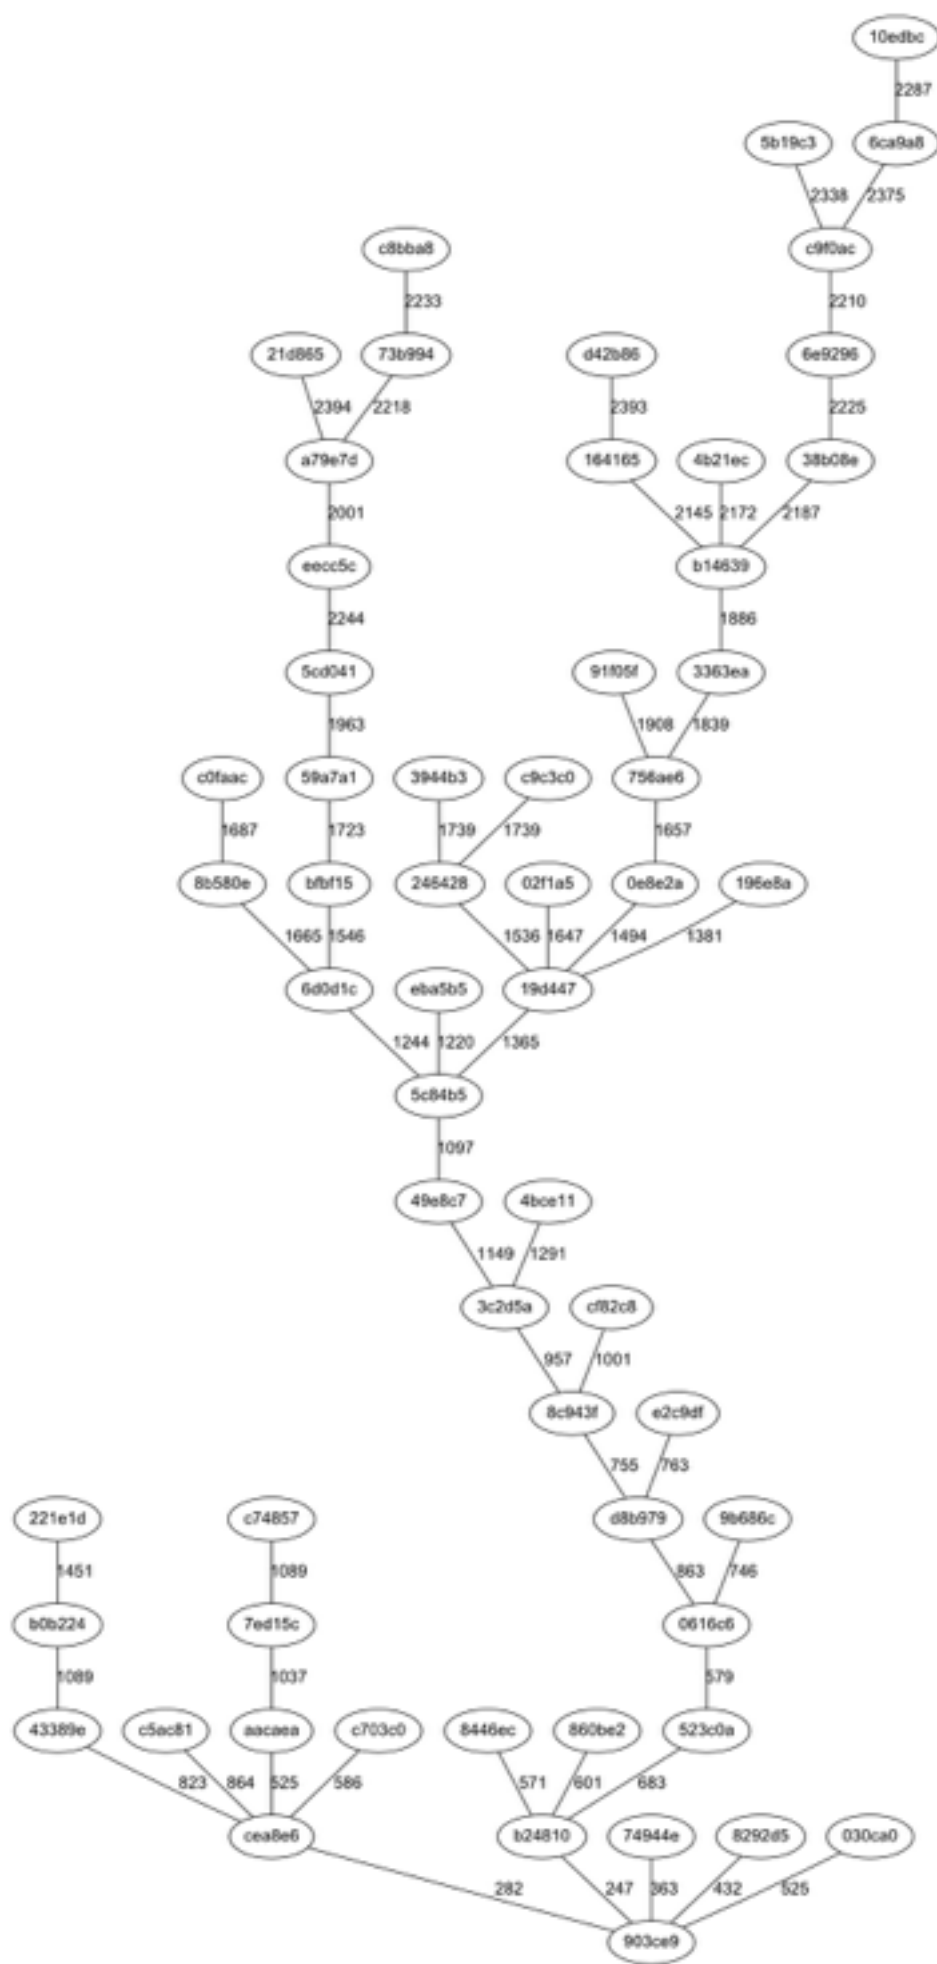 10edbc
2287
5b19c3 6ca9a8
2338 2375
c8bba8 c9f0ac
2233 2210
21d865 73b994 d42b86 6e9296
2394 2218 2393 2225
a79e7d 164165 4b21ec 38b08e
2001 2145 2172 2187
eecc5c b14639
2244 1886
5cd041 91f05f 3363ea
1963 1908 1839
c0faac 59a7a1 3944b3 c9c3c0 756ae6
1687 1723 1739 1739 1657
8b580e bfbf15 246428 02f1a5 0e8e2a 196e8a
1665 1546 1536 1647 1494 1381
6d0d1c eba5b5 19d447
1244 1220 1365
5c84b5
1097
49e8c7 4bce11
1149 1291
3c2d5a cf82c8
957 1001
8c943f e2c9df
755 763
221e1d c74857 d8b979 9b686c
1451 1089 863 746
b0b224 7ed15c 0616c6
1089 1037 579
43389e c5ac81 aacaea c703c0 8446ec 860be2 523c0a
823 864 525 586 571 601 683
cea8e6 b24810 74944e 8292d5 030ca0
282 247 363 432 525
903ce9